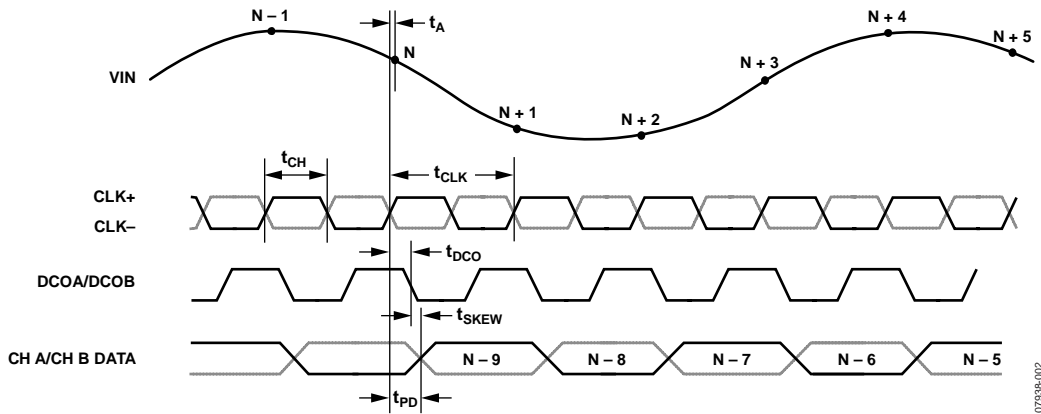 N – 1
tA
N
N + 1
N + 2
N + 3
N + 4
N + 5
VIN
tCH
tCLK
CLK+
CLK–
tDCO
DCOA/DCOB
tSKEW
CH A/CH B DATA
N – 9
N – 8
N – 7
N – 6
N – 5
tPD
07938-002